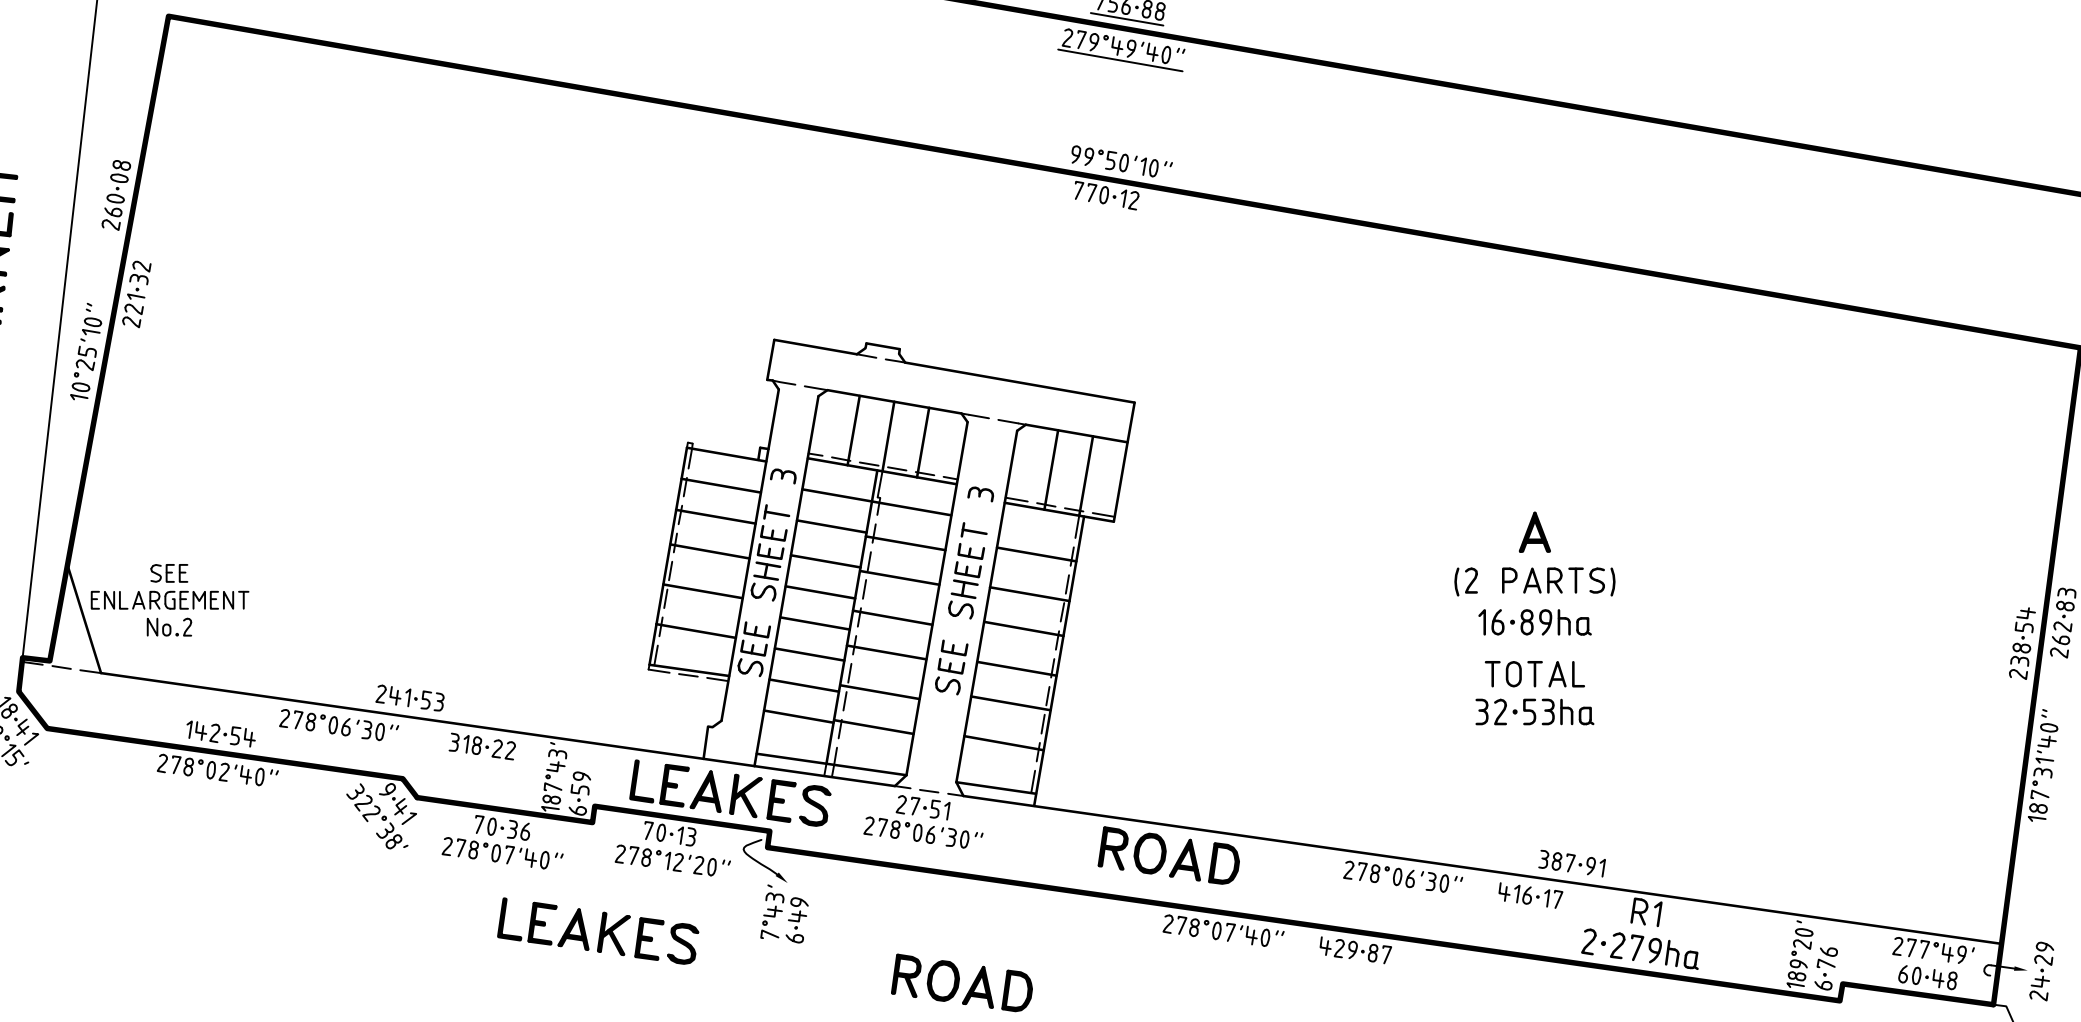 756·88
279°49'40"
99°50'10"
770·12
260·08
221·32
10°25'10"
SEE
ENLARGEMENT
No.2
SEE SHEET 3
SEE SHEET 3
A
(2 PARTS)
16·89ha
TOTAL
32·53ha
238·54
262·83
187°31'40"
18·41
241·53
278°06'30"
318·22
142·54
278°02'40"
9·41
322°38'
187°43'
6·59
70·36
278°07'40"
LEAKES
70·13
278°12'20"
7°43'
6·49
27·51
278°06'30"
ROAD
387·91
278°06'30"
416·17
R1
2·279ha
278°07'40"
429·87
189°20'
6·76
277°49'
60·48
24·29
LEAKES
ROAD